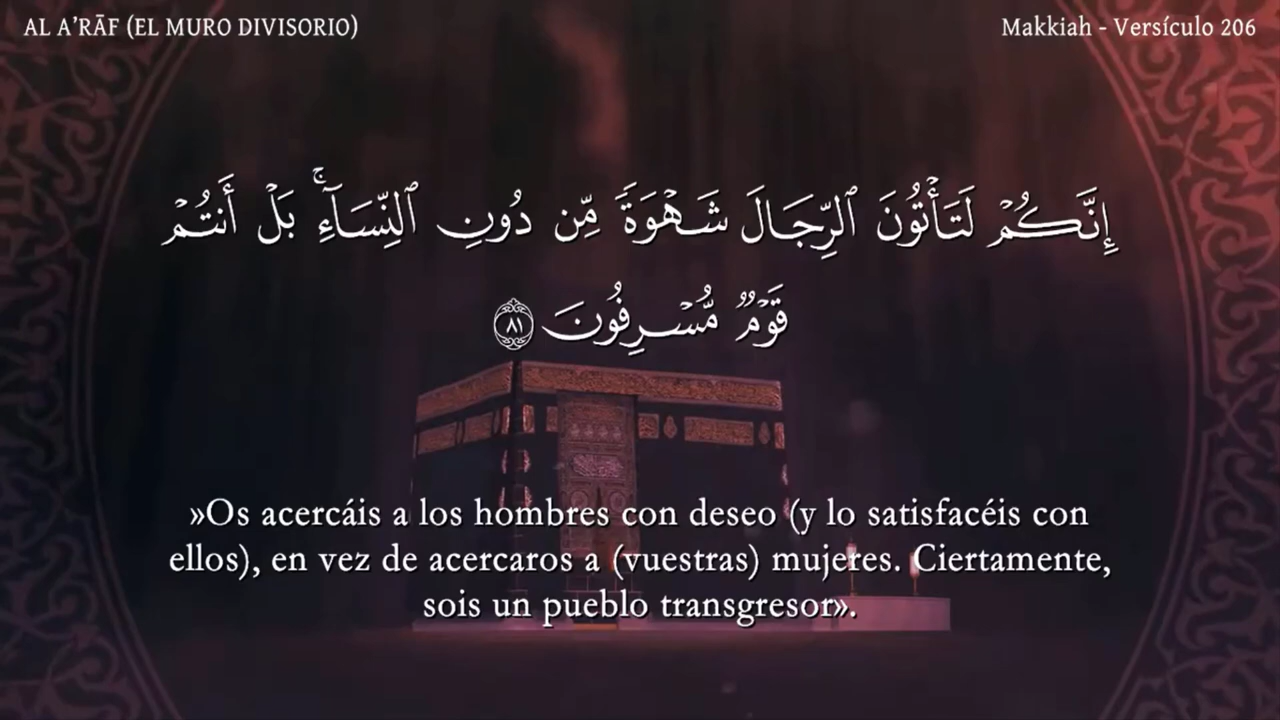 AL A'RĀF (EL MURO DIVISORIO)
Makkiah - Versículo 206
إِنَّكُمْ لَتَأْتُونَ ٱلرِّجَالَ شَهْوَةً مِّن دُونِ ٱلنِّسَآءِ ۚ بَلْ أَنتُمْ
قَوْمٌ مُّسْرِفُونَ ٨١
»Os acercáis a los hombres con deseo (y lo satisfacéis con
ellos), en vez de acercaros a (vuestras) mujeres. Ciertamente,
sois un pueblo transgresor».